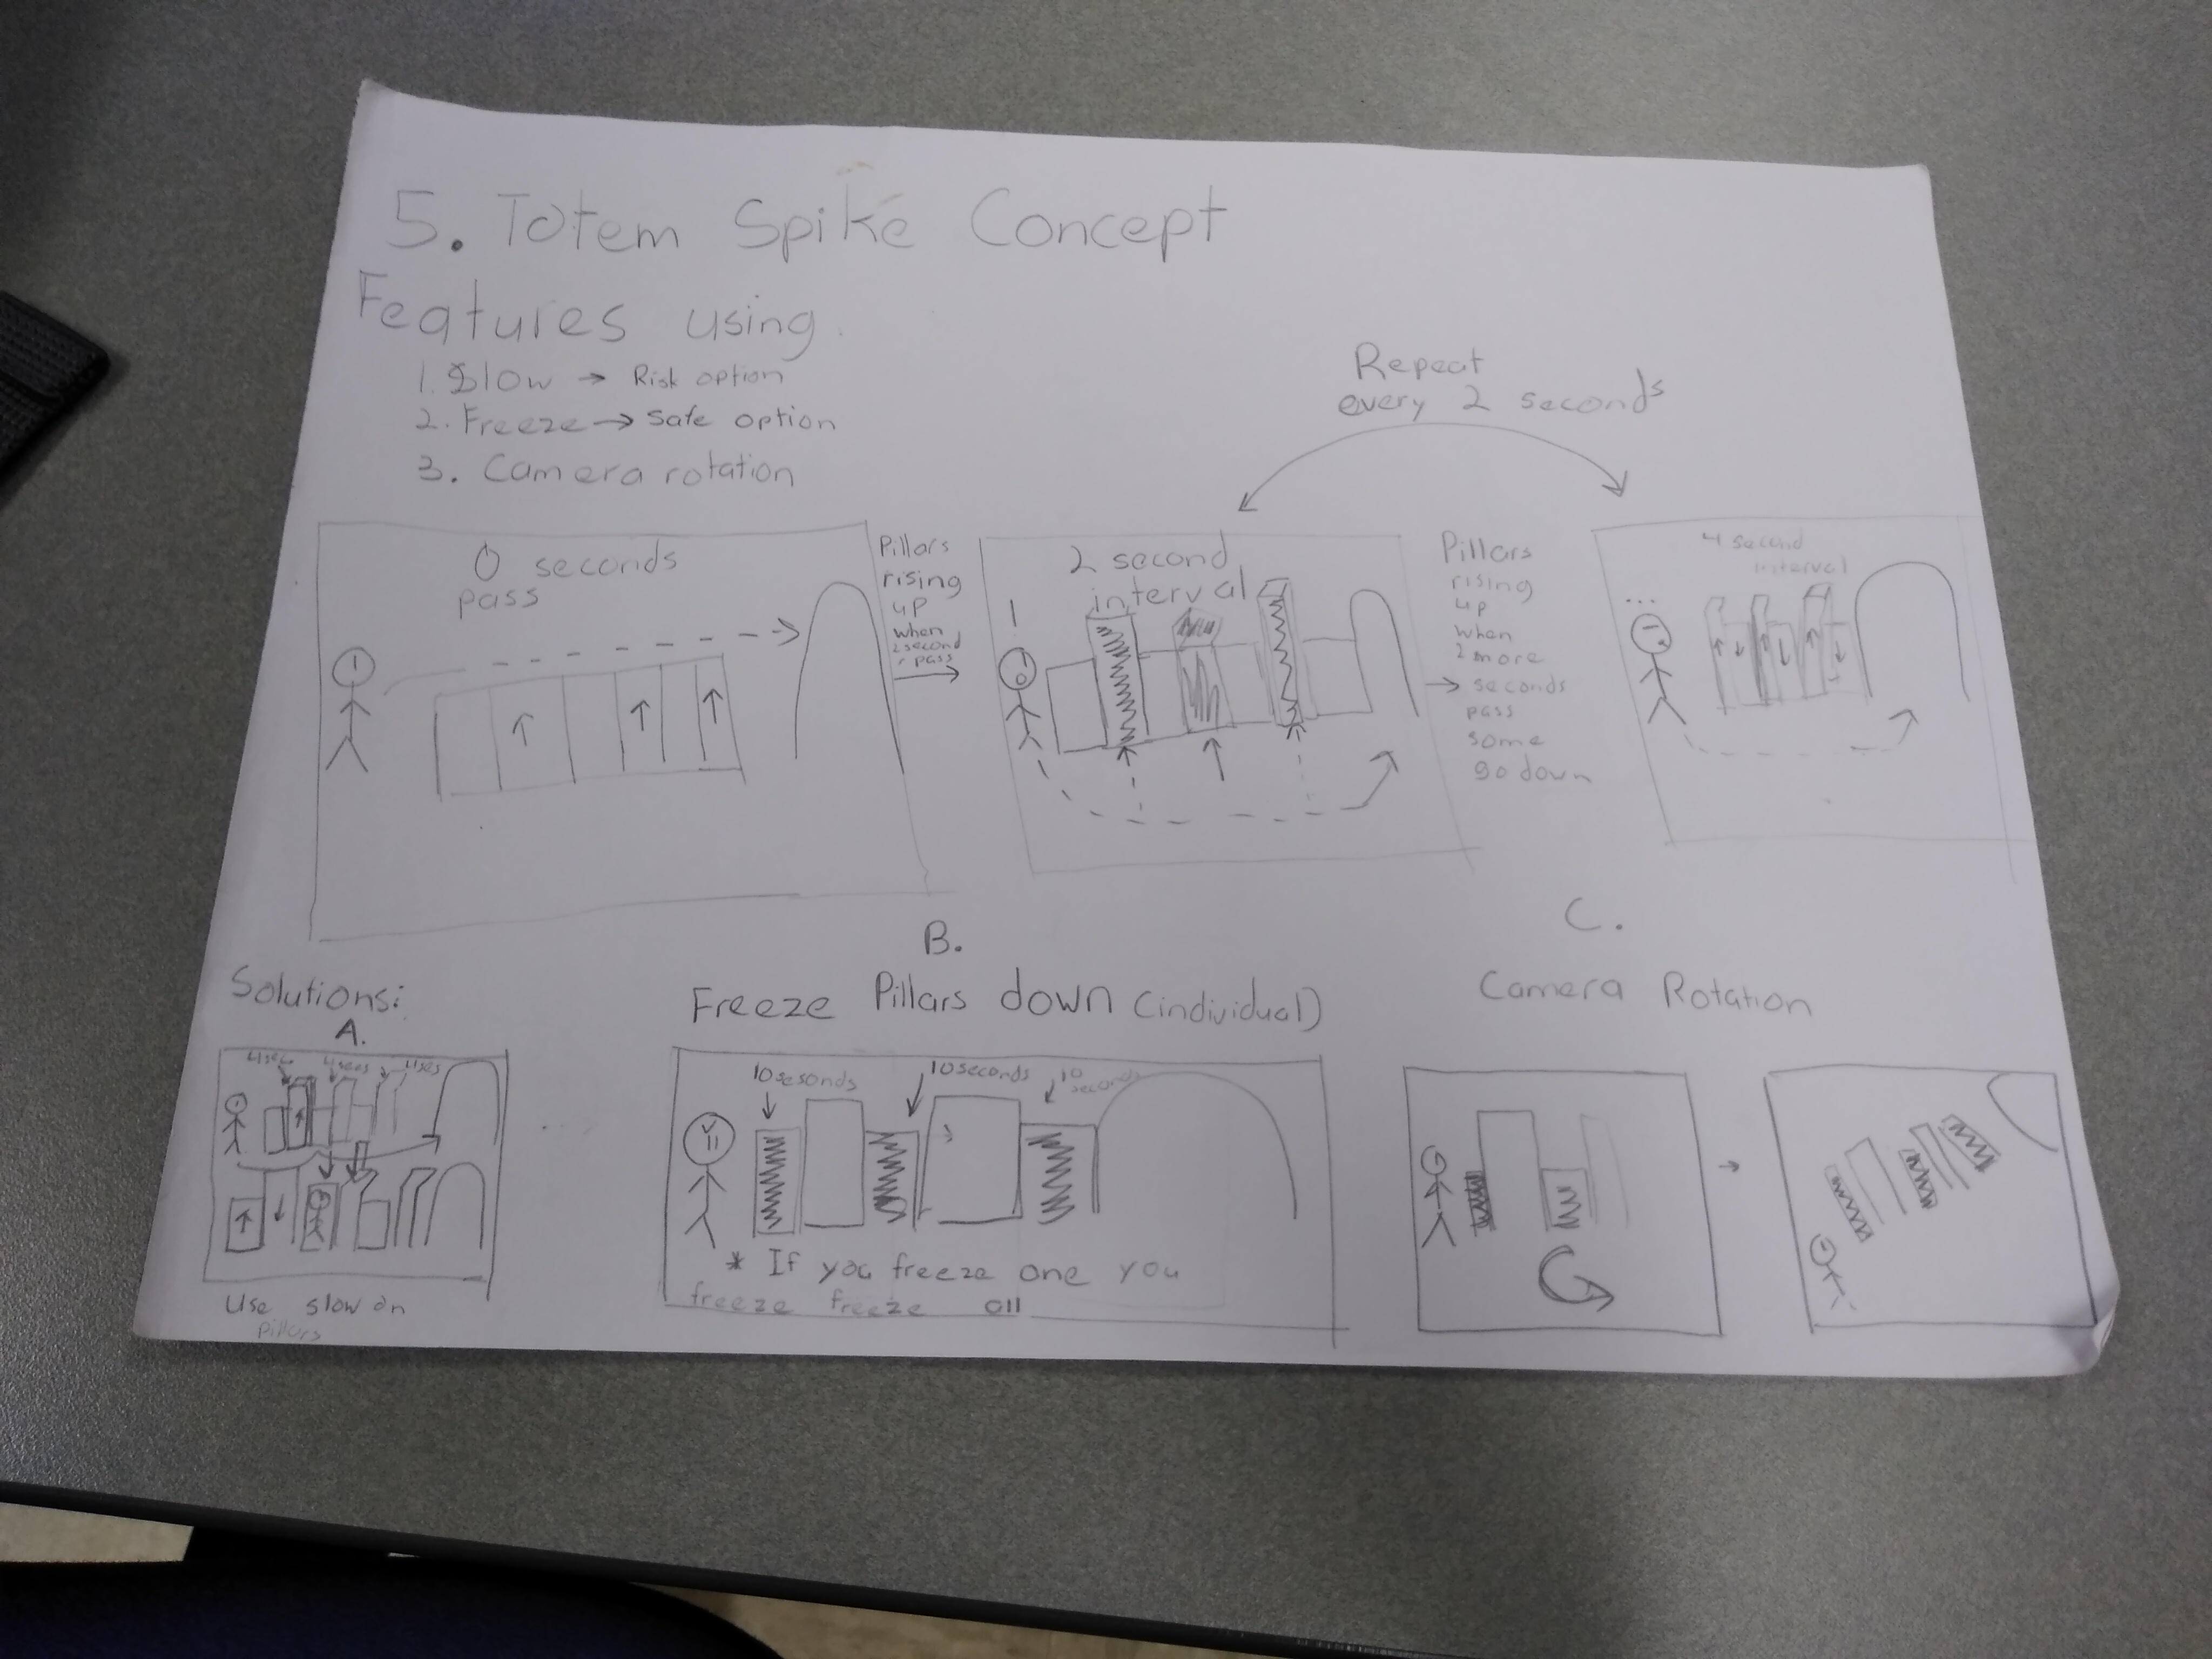 5. Totem Spike Concept
Features using
1. Slow → Risk option
2. Freeze → Safe option
3. Camera rotation
Repeat
every 2 seconds
0 seconds
pass
Pillars
rising
up
when
2 second
pass
2 second
interval
!
Pillars
rising
up
when
2 more
seconds
pass
some
go down
4 second
interval
...
Solutions:
A.
4 sec
4 secs
4 secs
Use slow on
pillars
B.
Freeze Pillars down (individual)
10 sesonds
10 seconds
10
seconds
* If you freeze one you
freeze freeze all
C.
Camera Rotation